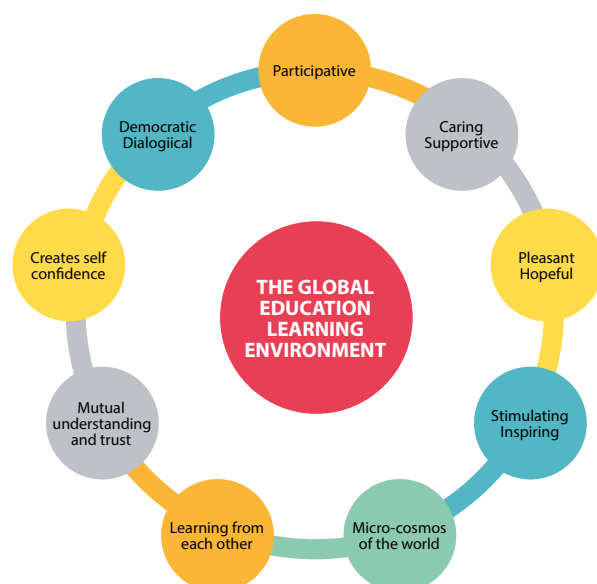 Participative
Caring
Supportive
Pleasant
Hopeful
Stimulating
Inspiring
Micro-cosmos
of the world
Learning from
each other
Mutual
understanding
and trust
Creates self
confidence
Democratic
Dialogiical
THE GLOBAL
EDUCATION
LEARNING
ENVIRONMENT